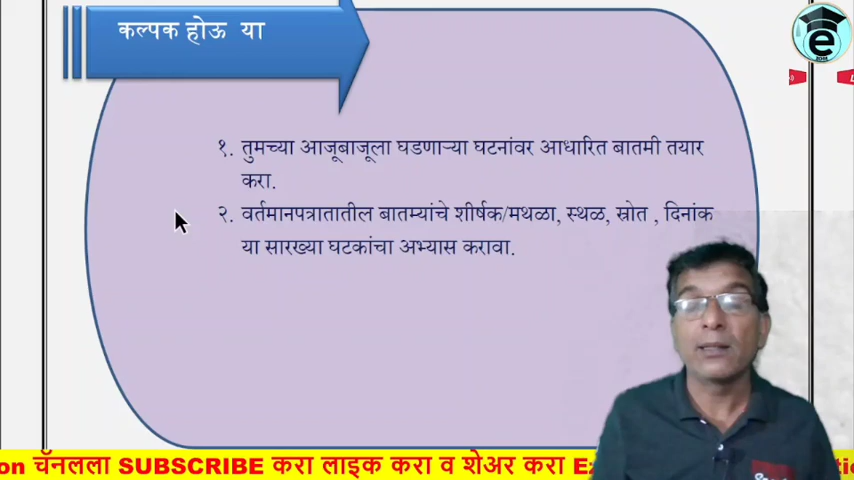 कल्पक होऊ या
१. तुमच्या आजूबाजूला घडणाऱ्या घटनांवर आधारित बातमी तयार
करा.
२. वर्तमानपत्रातातील बातम्यांचे शीर्षक/मथळा, स्थळ, स्रोत , दिनांक
या सारख्या घटकांचा अभ्यास करावा.
on चॅनलला SUBSCRIBE करा लाइक करा व शेअर करा